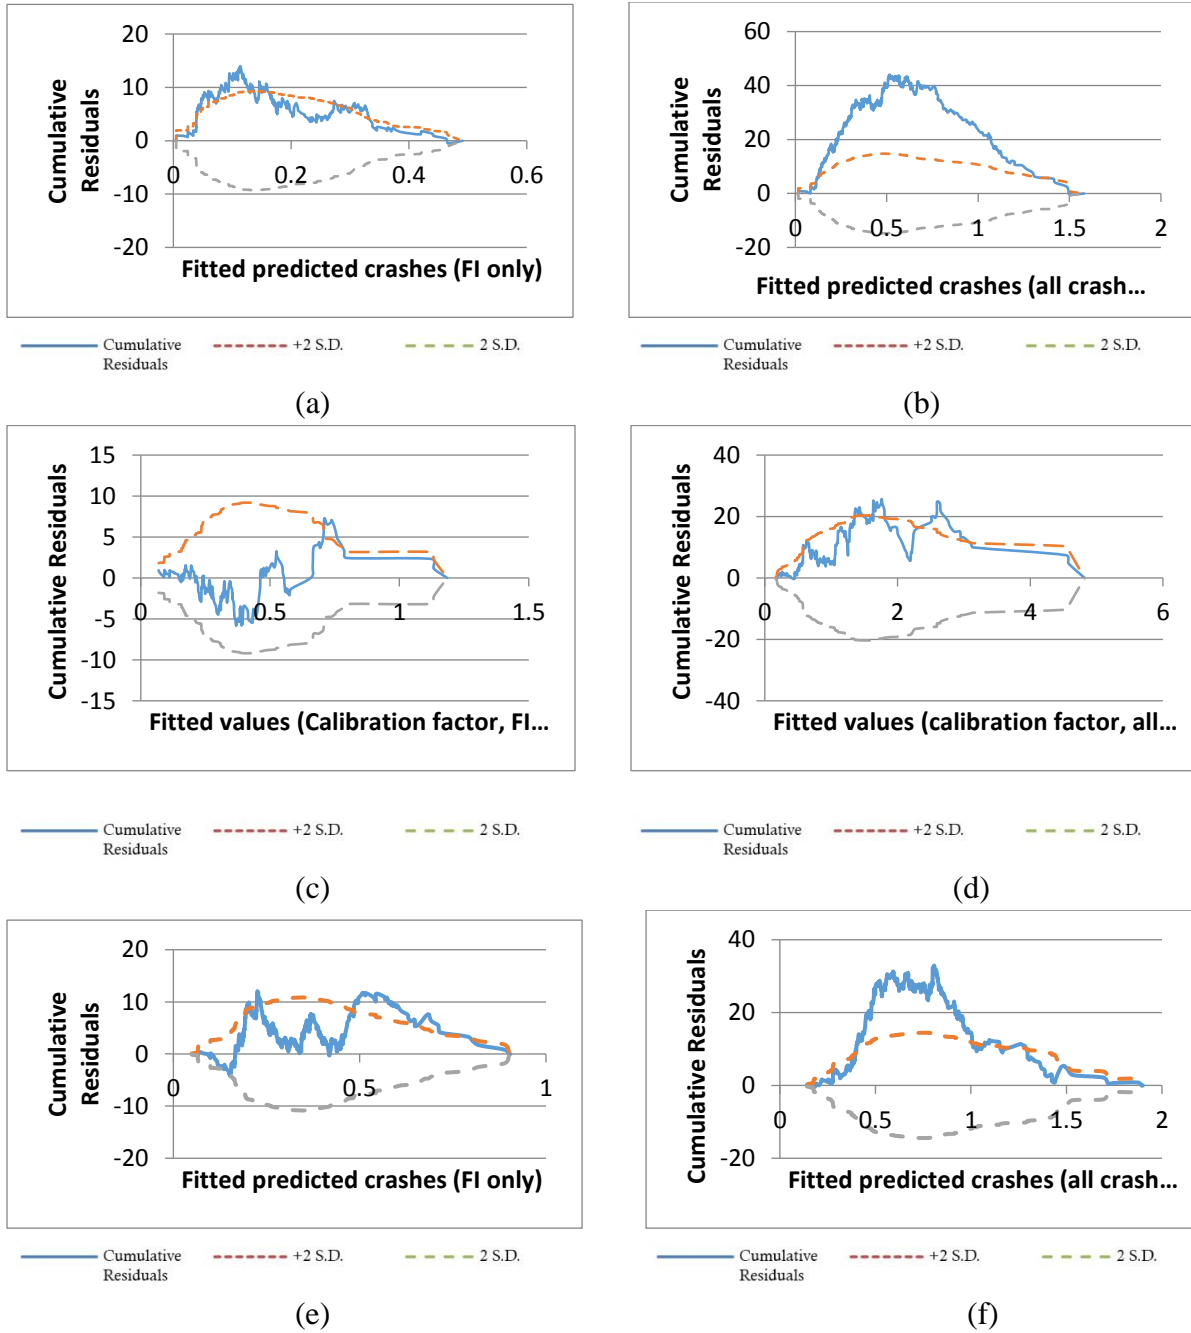 20
10
0
-10
-20
0
0.2
0.4
0.6
Cumulative
Residuals
Fitted predicted crashes (FI only)
Cumulative
Residuals
+2 S.D.
2 S.D.
(a)
60
40
20
0
-20
0
0.5
1
1.5
2
Cumulative
Residuals
Fitted predicted crashes (all crash...
Cumulative
Residuals
+2 S.D.
2 S.D.
(b)
15
10
5
0
-5
-10
-15
0
0.5
1
1.5
Cumulative Residuals
Fitted values (Calibration factor, FI...
Cumulative
Residuals
+2 S.D.
2 S.D.
(c)
40
20
0
-20
-40
0
2
4
6
Cumulative Residuals
Fitted values (calibration factor, all...
Cumulative
Residuals
+2 S.D.
2 S.D.
(d)
20
10
0
-10
-20
0
0.5
1
Cumulative
Residuals
Fitted predicted crashes (FI only)
Cumulative
Residuals
+2 S.D.
2 S.D.
(e)
40
20
0
-20
0
0.5
1
1.5
2
Cumulative Residuals
Fitted predicted crashes (all crash...
Cumulative
Residuals
+2 S.D.
2 S.D.
(f)